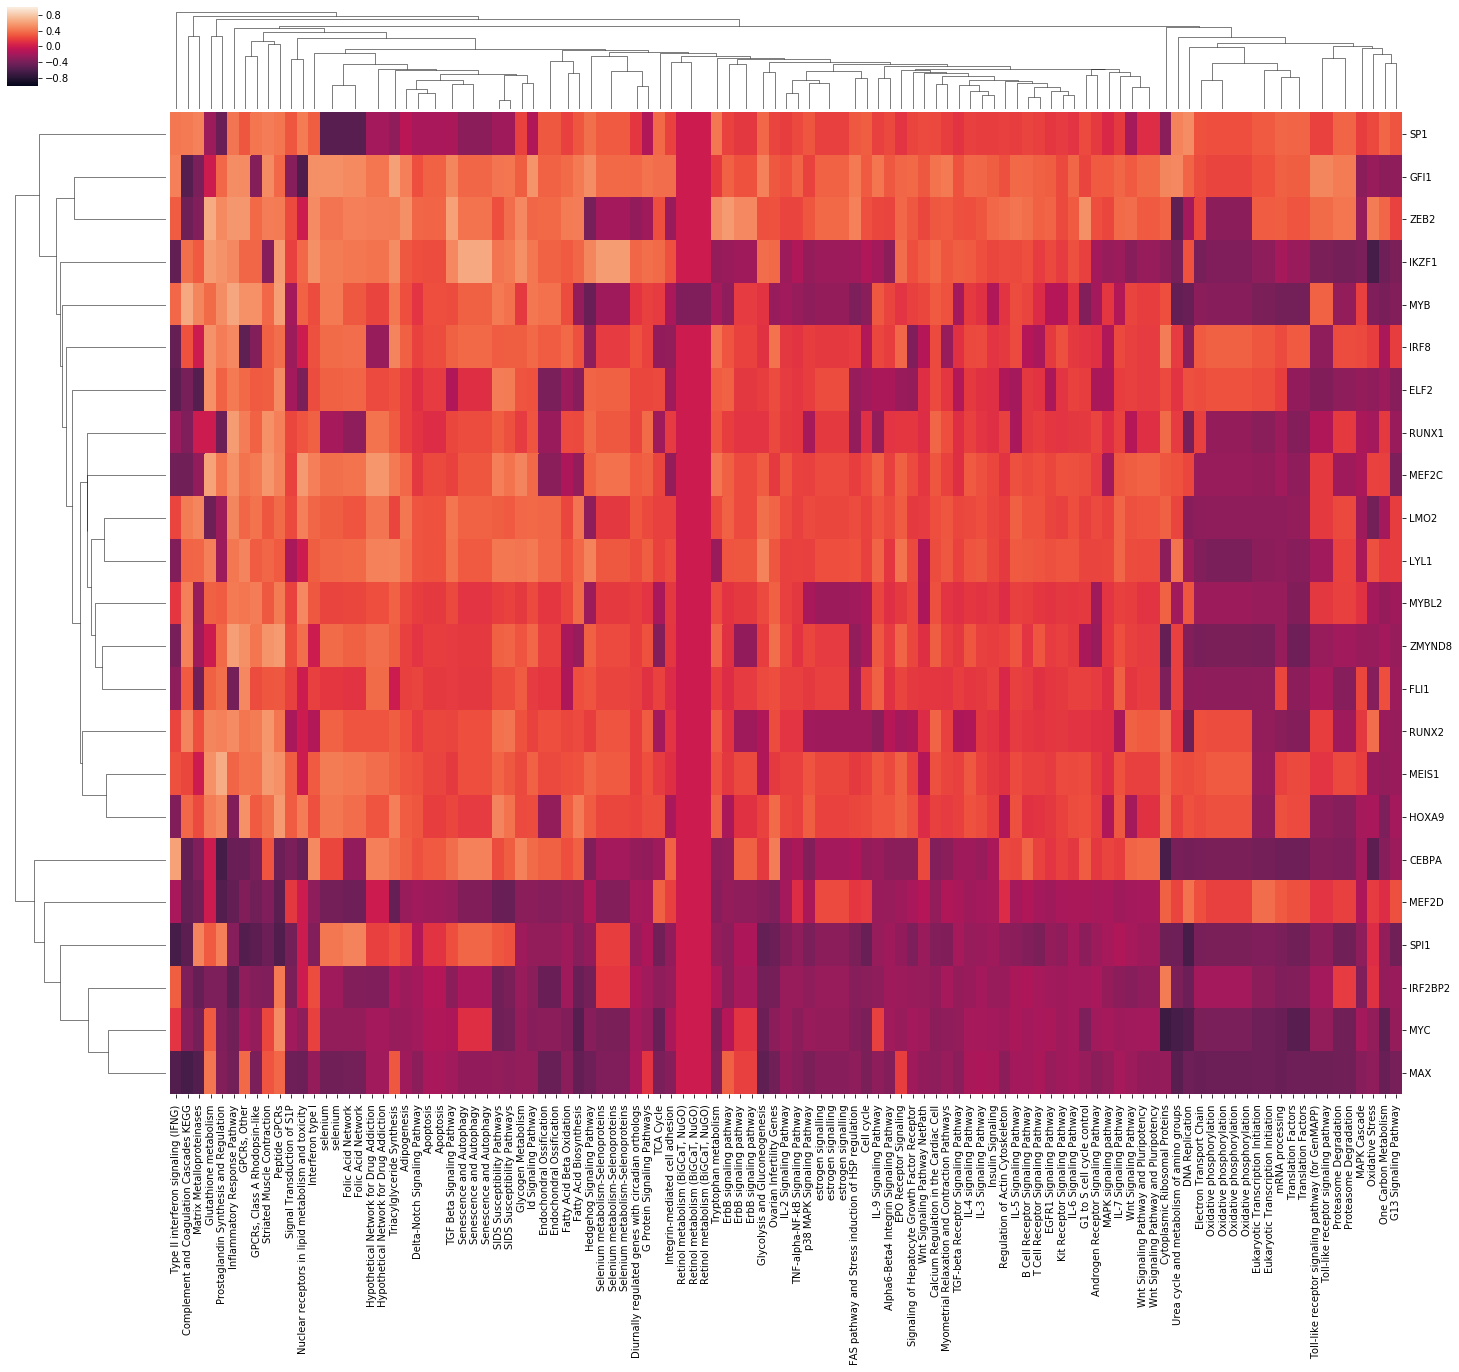 0.8
0.4
0.0
−0.4
−0.8
SP1
GFI1
ZEB2
IKZF1
MYB
IRF8
ELF2
RUNX1
MEF2C
LMO2
LYL1
MYBL2
ZMYND8
FLI1
RUNX2
MEIS1
HOXA9
CEBPA
MEF2D
SPI1
IRF2BP2
MYC
MAX
Type II interferon signaling (IFNG)
Complement and Coagulation Cascades KEGG
Matrix Metalloproteinases
Glutathione metabolism
Prostaglandin Synthesis and Regulation
Inflammatory Response Pathway
GPCRs, Other
GPCRs, Class A Rhodopsin-like
Striated Muscle Contraction
Peptide GPCRs
Signal Transduction of S1P
Nuclear receptors in lipid metabolism and toxicity
Interferon type I
selenium
selenium
Folic Acid Network
Folic Acid Network
Hypothetical Network for Drug Addiction
Hypothetical Network for Drug Addiction
Triacylglyceride Synthesis
Adipogenesis
Delta-Notch Signaling Pathway
Apoptosis
Apoptosis
TGF Beta Signaling Pathway
Senescence and Autophagy
Senescence and Autophagy
Senescence and Autophagy
SIDS Susceptibility Pathways
SIDS Susceptibility Pathways
Glycogen Metabolism
Id Signaling Pathway
Endochondral Ossification
Endochondral Ossification
Fatty Acid Beta Oxidation
Fatty Acid Biosynthesis
Hedgehog Signaling Pathway
Selenium metabolism-Selenoproteins
Selenium metabolism-Selenoproteins
Selenium metabolism-Selenoproteins
Diurnally regulated genes with circadian orthologs
G Protein Signaling Pathways
TCA Cycle
Integrin-mediated cell adhesion
Retinol metabolism (BiGCaT, NuGO)
Retinol metabolism (BiGCaT, NuGO)
Retinol metabolism (BiGCaT, NuGO)
Tryptophan metabolism
ErbB signaling pathway
ErbB signaling pathway
ErbB signaling pathway
Glycolysis and Gluconeogenesis
Ovarian Infertility Genes
IL-2 Signaling Pathway
TNF-alpha-NF-kB Signaling Pathway
p38 MAPK Signaling Pathway
estrogen signalling
estrogen signalling
estrogen signalling
FAS pathway and Stress induction of HSP regulation
Cell cycle
IL-9 Signaling Pathway
Alpha6-Beta4 Integrin Signaling Pathway
EPO Receptor Signaling
Signaling of Hepatocyte Growth Factor Receptor
Wnt Signaling Pathway NetPath
Calcium Regulation in the Cardiac Cell
Myometrial Relaxation and Contraction Pathways
TGF-beta Receptor Signaling Pathway
IL-4 signaling Pathway
IL-3 Signaling Pathway
Insulin Signaling
Regulation of Actin Cytoskeleton
IL-5 Signaling Pathway
B Cell Receptor Signaling Pathway
T Cell Receptor Signaling Pathway
EGFR1 Signaling Pathway
Kit Receptor Signaling Pathway
IL-6 Signaling Pathway
G1 to S cell cycle control
Androgen Receptor Signaling Pathway
MAPK signaling pathway
IL-7 Signaling Pathway
Wnt Signaling Pathway
Wnt Signaling Pathway and Pluripotency
Wnt Signaling Pathway and Pluripotency
Cytoplasmic Ribosomal Proteins
Urea cycle and metabolism of amino groups
DNA Replication
Electron Transport Chain
Oxidative phosphorylation
Oxidative phosphorylation
Oxidative phosphorylation
Oxidative phosphorylation
Eukaryotic Transcription Initiation
Eukaryotic Transcription Initiation
mRNA processing
Translation Factors
Translation Factors
Toll-like receptor signaling pathway (for GenMAPP)
Toll-like receptor signaling pathway
Proteasome Degradation
Proteasome Degradation
MAPK Cascade
Oxidative Stress
One Carbon Metabolism
G13 Signaling Pathway